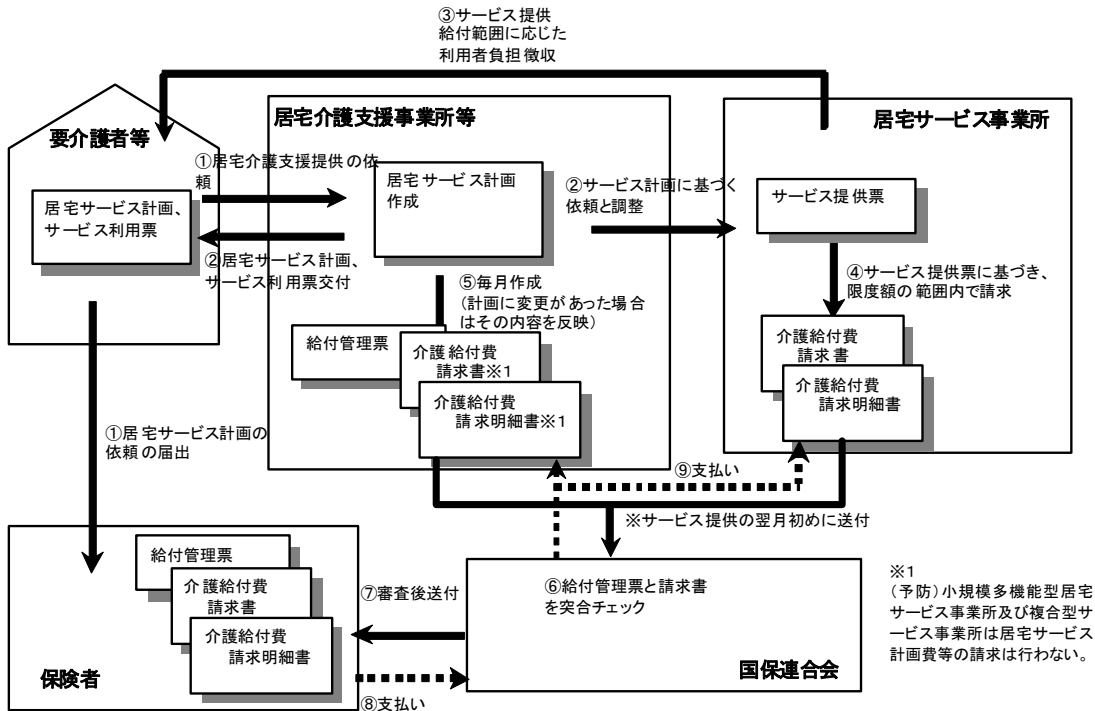 ③サービス提供
給付範囲に応じた
利用者負担徴収
要介護者等
居宅介護支援事業所等
居宅サービス事業所
①居宅介護支援提供の依
頼
居宅サービス計画、
サービス利用票
居宅サービス計画
作成
②サービス計画に基づく
依頼と調整
サービス提供票
②居宅サービス計画、
サービス利用票交付
⑤毎月作成
(計画に変更があった場合
はその内容を反映)
④サービス提供票に基づき、
限度額の範囲内で請求
給付管理票
介護給付費
請求書※1
介護給付費
請求明細書※1
介護給付費
請求書
介護給付費
請求明細書
①居宅サービス計画の
依頼の届出
⑨支払い
※サービス提供の翌月初めに送付
給付管理票
介護給付費
請求書
介護給付費
請求明細書
保険者
⑦審査後送付
⑧支払い
⑥給付管理票と請求書
を突合チェック
国保連合会
※1
(予防)小規模多機能型居宅
サービス事業所及び複合型サ
ービス事業所は居宅サービス
計画費等の請求は行わない。